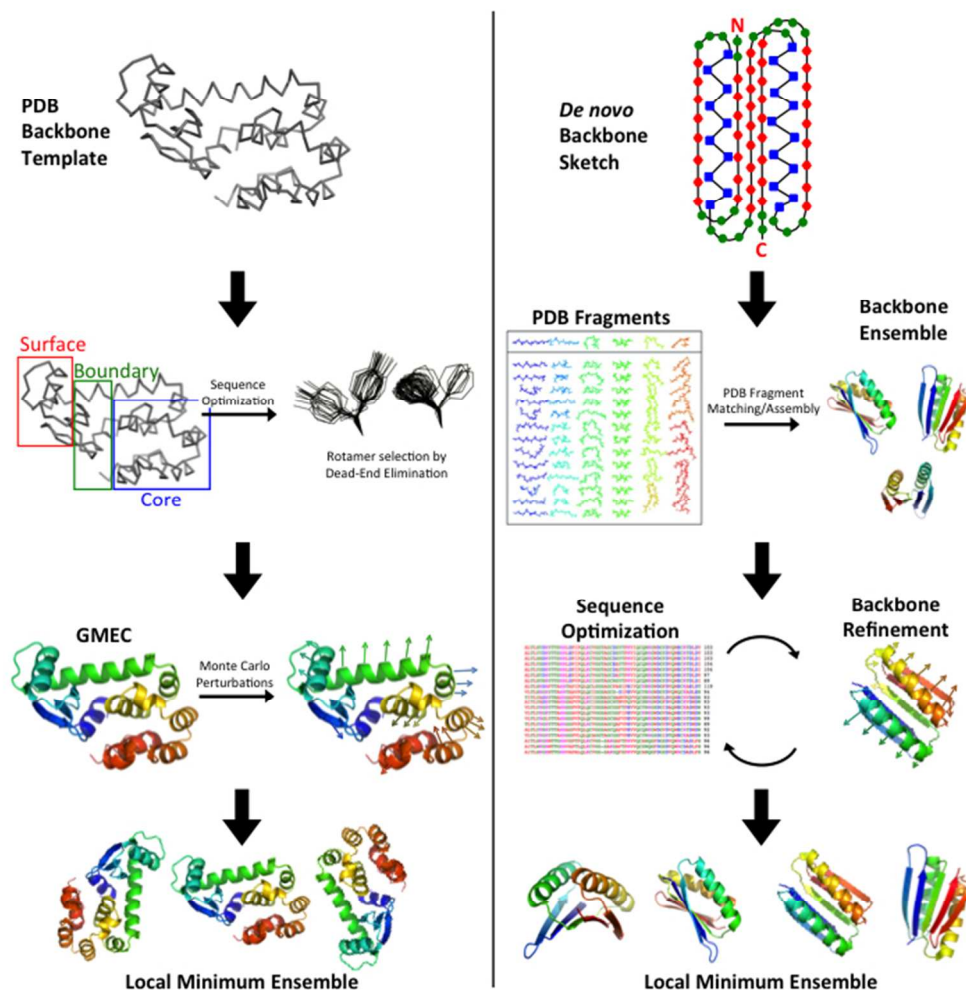 PDB
Backbone
Template
Surface
Boundary
Core
Sequence
Optimization
Rotamer selection by
Dead-End Elimination
GMEC
Monte Carlo
Perturbations
Local Minimum Ensemble
N
De novo
Backbone
Sketch
C
PDB Fragments
PDB Fragment
Matching/Assembly
Backbone
Ensemble
Sequence
Optimization
Backbone
Refinement
Local Minimum Ensemble